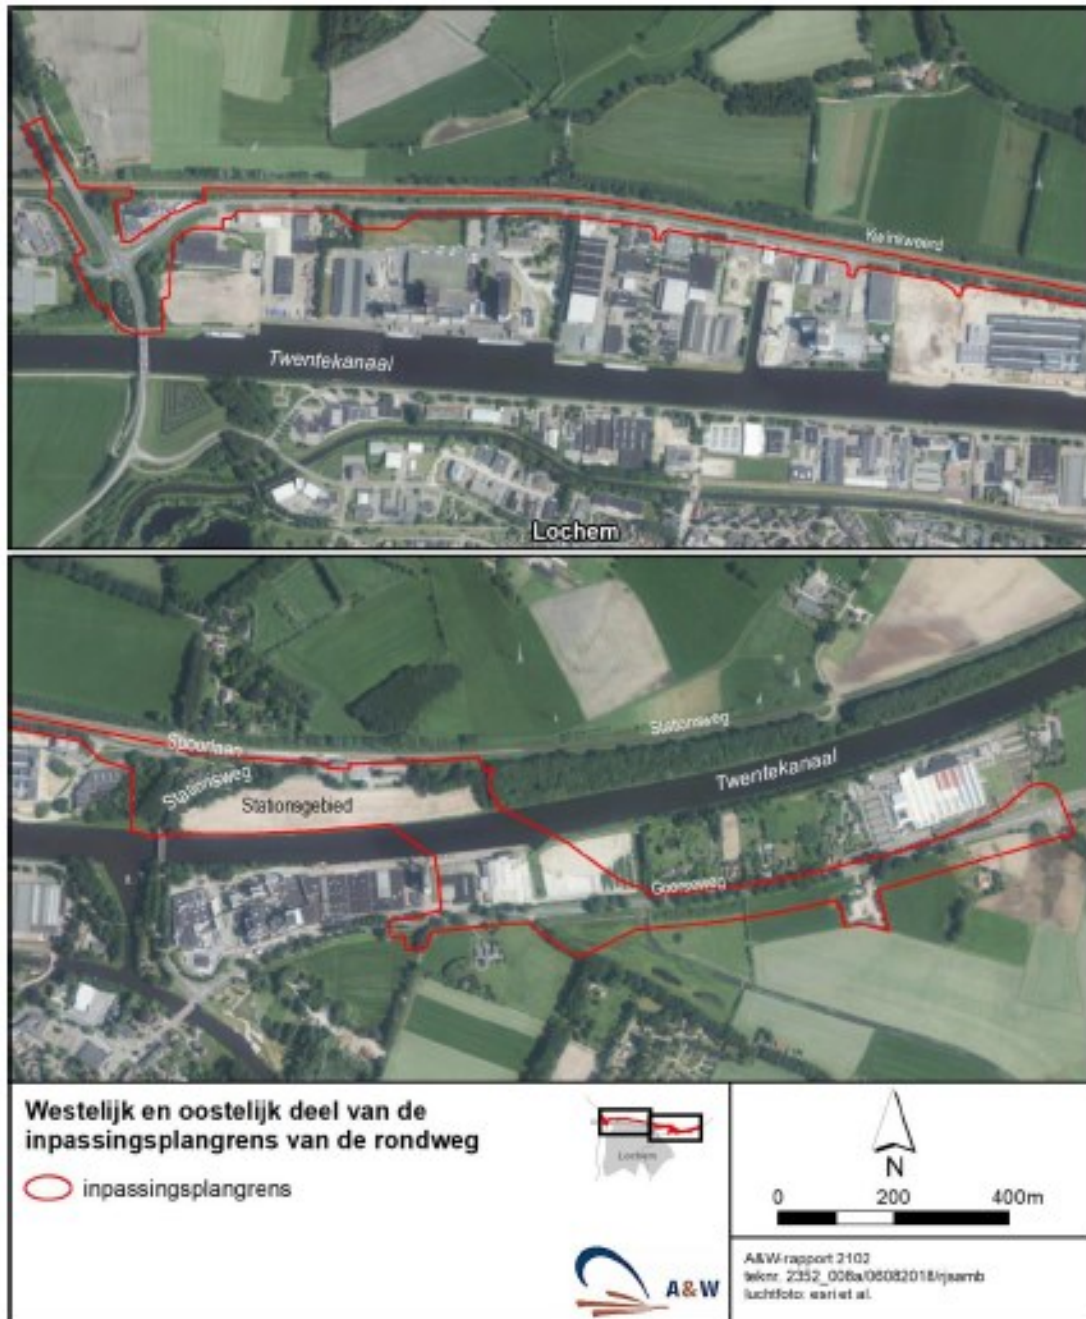 Kwinkweerd
Twentekanaal
Lochem
Stationsweg
Spoorlaan
Stationsweg
Twentekanaal
Stationsgebied
Goorseweg
Westelijk en oostelijk deel van de
inpassingsplangrens van de rondweg
inpassingsplangrens
Lochem
N
0 200 400m
A&W
A&W-rapport 2102
teknr. 2352_008a/06082018/rjsamb
luchtfoto: esri et al.